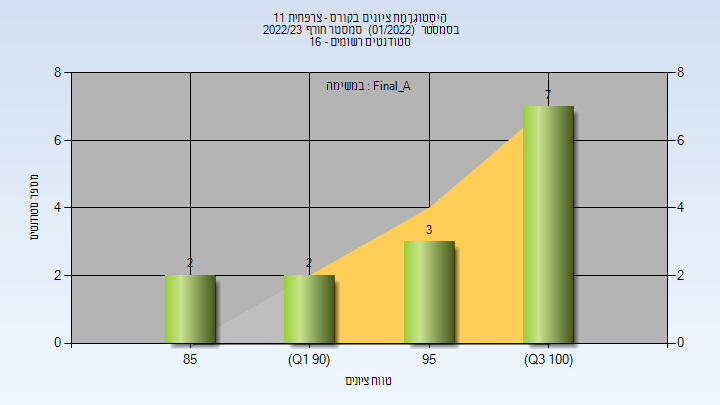 הִיסְטוֹגְרָמַת ציונים בקורס - צרפתית 11
בסמסטר (01/2022) סמסטר חורף 2022/23
סטודנטים רשומים - 16
במשימה : Final_A
8 8
7
6 6
מספר סטודנטים
4 4
3
2 2
2 2
0 0
85 (Q1 90) 95 (Q3 100)
טווח ציונים